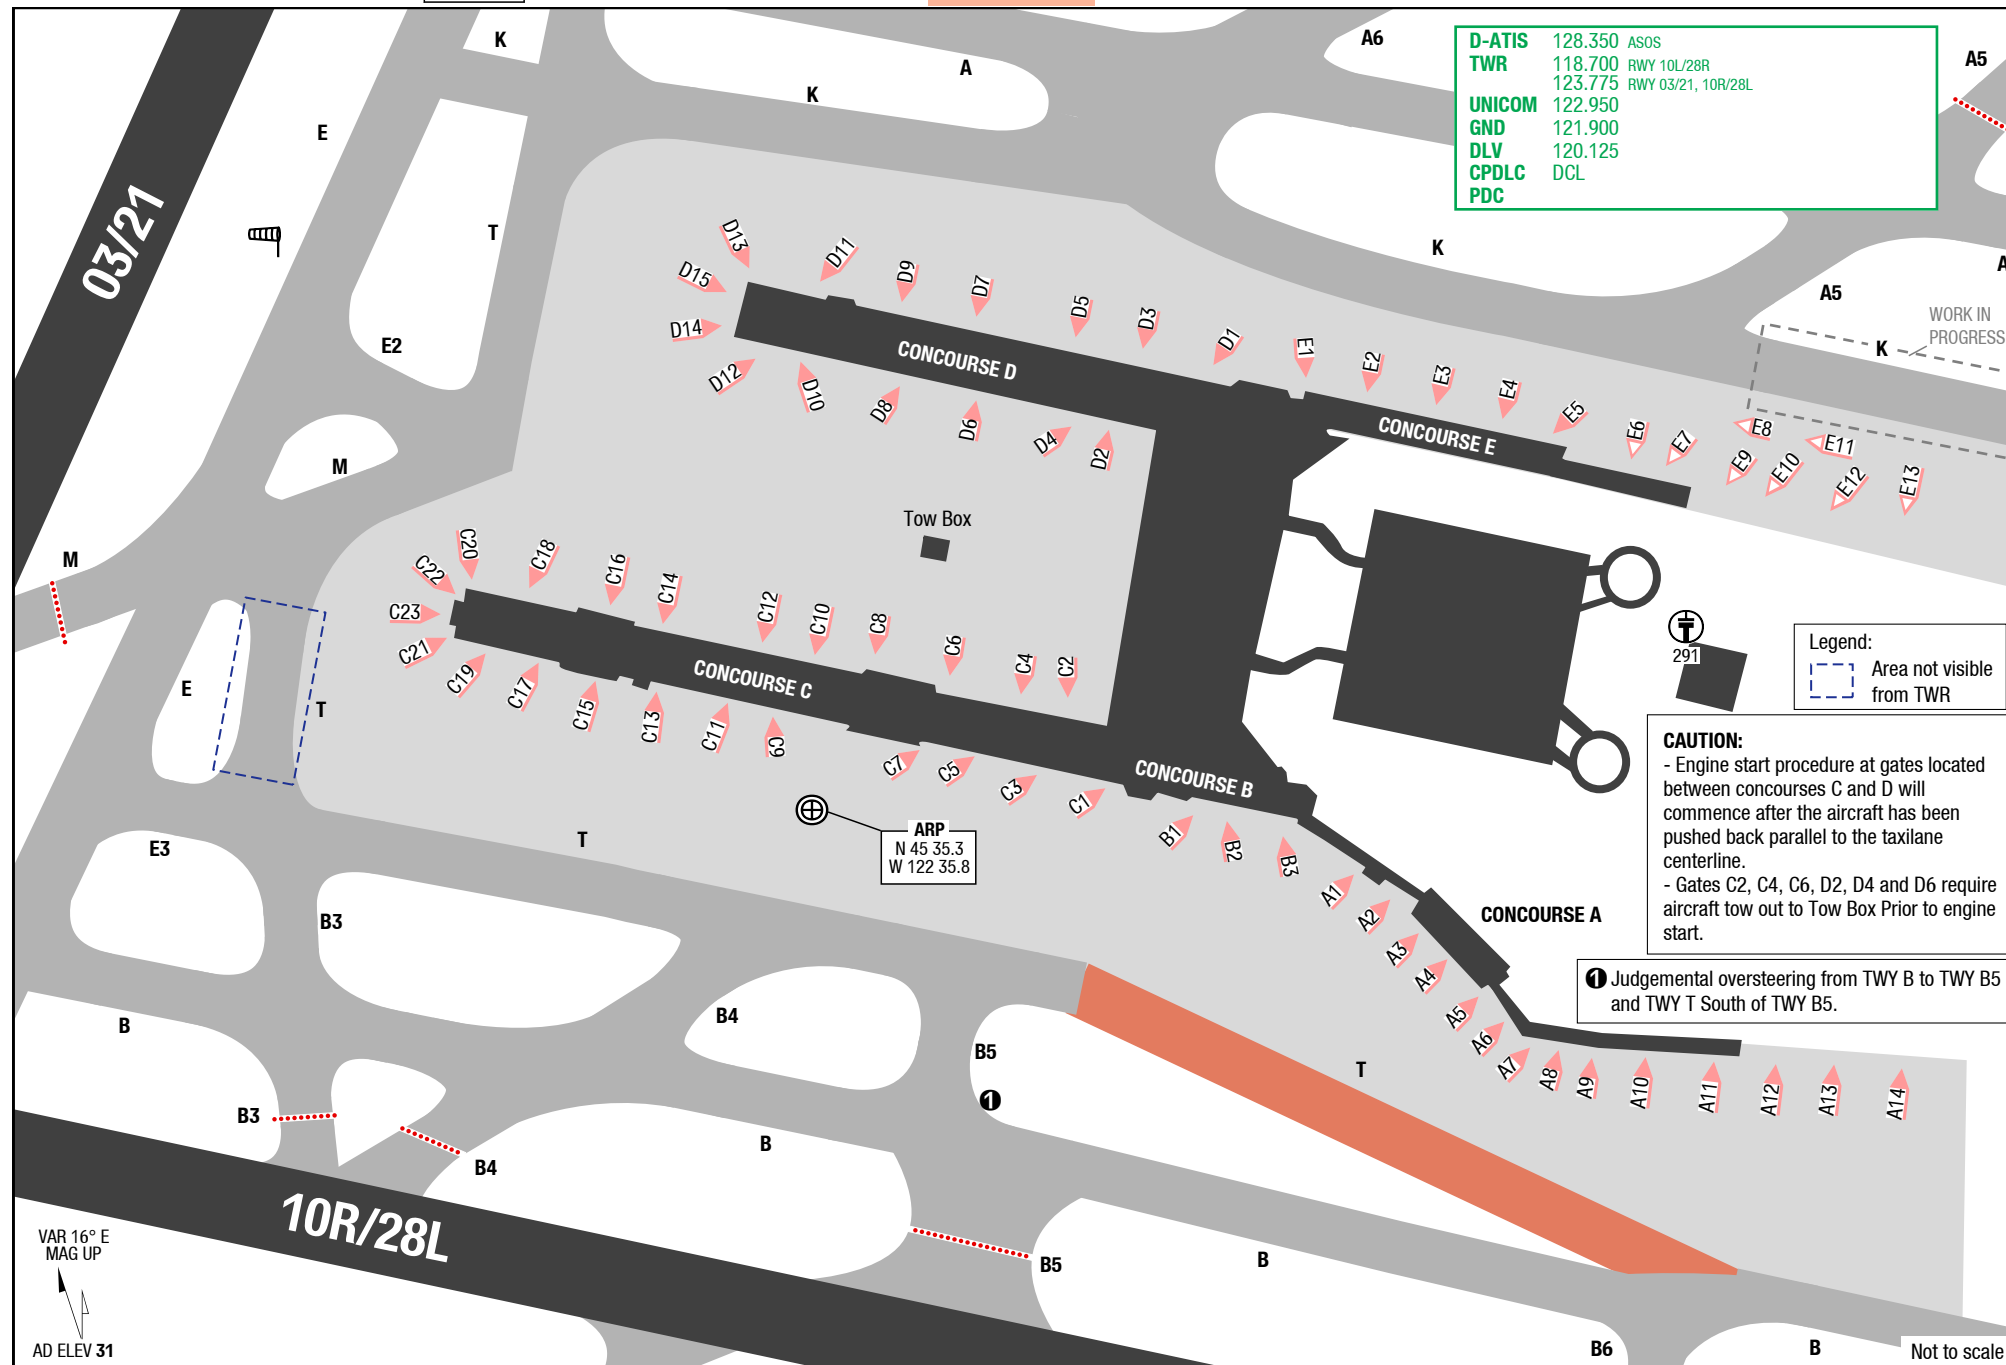 K
A
K
A6
A5
D-ATIS 128.350 ASOS
TWR 118.700 RWY 10L/28R
123.775 RWY 03/21, 10R/28L
UNICOM 122.950
GND 121.900
DLV 120.125
CPDLC DCL
PDC
03/21
E
T
E2
M
M
K
A5
K
WORK IN
PROGRESS
D13
D15
D14
D12
D11
D10
D9
D8
D7
D6
D5
D4
D3
D2
D1
CONCOURSE D
E1
E2
E3
E4
E5
E6
E7
E8
E9
E10
E11
E12
E13
CONCOURSE E
Tow Box
C20
C22
C23
C21
C19
C18
C17
C16
C15
C14
C13
C12
C11
C10
C9
C8
C7
C6
C5
C4
C3
C2
C1
CONCOURSE C
CONCOURSE B
291
Legend:
Area not visible
from TWR
CAUTION:
- Engine start procedure at gates located
between concourses C and D will
commence after the aircraft has been
pushed back parallel to the taxilane
centerline.
- Gates C2, C4, C6, D2, D4 and D6 require
aircraft tow out to Tow Box Prior to engine
start.
1 Judgemental oversteering from TWY B to TWY B5
and TWY T South of TWY B5.
E
T
T
ARP
N 45 35.3
W 122 35.8
B1
B2
B3
A1
A2
A3
A4
A5
A6
A7
A8
A9
A10
A11
A12
A13
A14
CONCOURSE A
E3
B3
B
B4
B5
1
T
B3
B4
B
B5
B
10R/28L
B6
B
VAR 16° E
MAG UP
AD ELEV 31
Not to scale